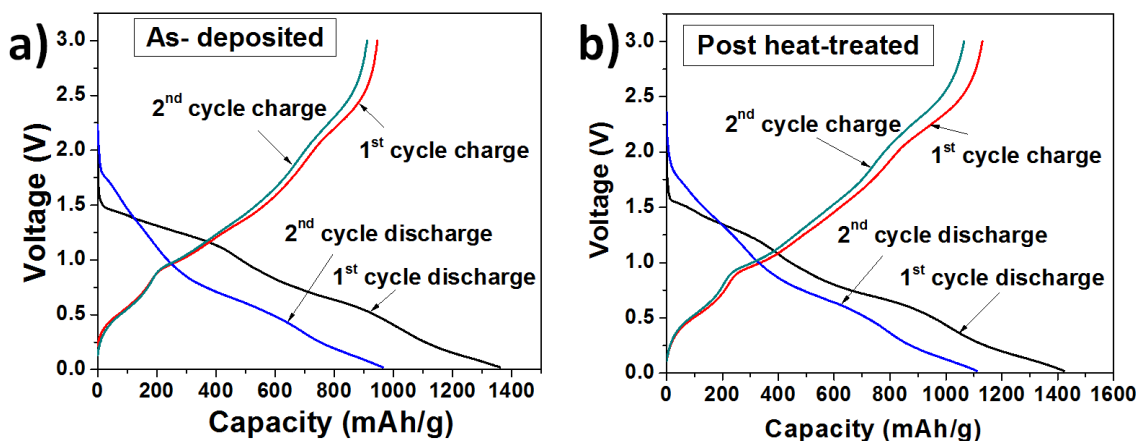 a)
As- deposited
Voltage (V)
3.0
2.5
2.0
1.5
1.0
0.5
0.0
2nd cycle charge
1st cycle charge
2nd cycle discharge
1st cycle discharge
0 200 400 600 800 1000 1200 1400
Capacity (mAh/g)
b)
Post heat-treated
Voltage (V)
3.0
2.5
2.0
1.5
1.0
0.5
0.0
2nd
cycle charge
1st cycle charge
2nd
cycle discharge
1st cycle discharge
0 200 400 600 800 1000 1200 1400 1600
Capacity (mAh/g)